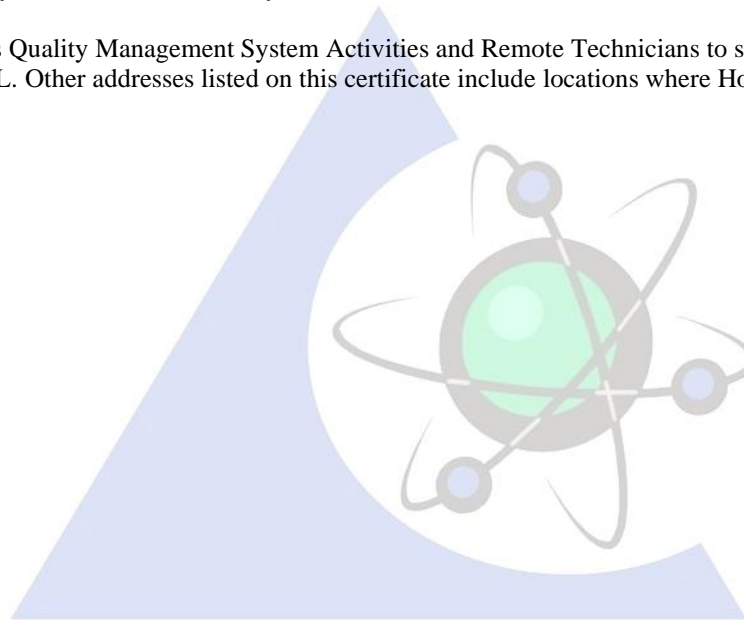 Quality Management System Activities and Remote Technicians to
L. Other addresses listed on this certificate include locations where